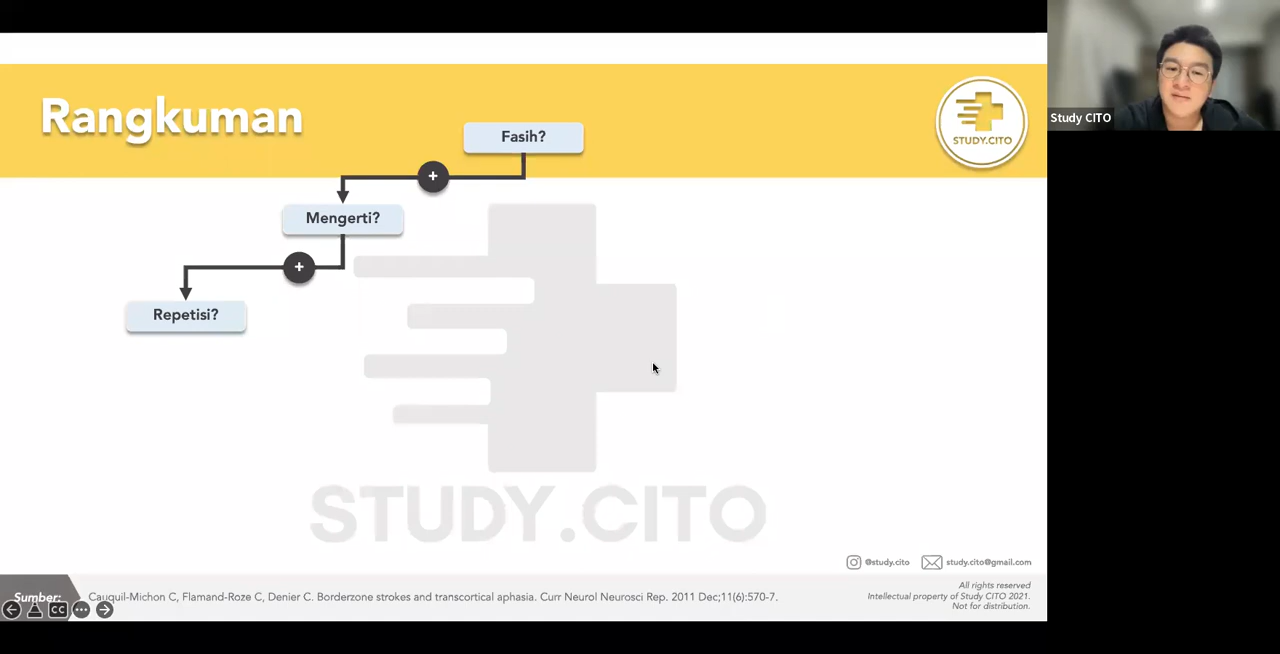 Rangkuman
STUDY.CITO
Study CITO
Fasih?
+
Mengerti?
+
Repetisi?
STUDY.CITO
@study.cito study.cito@gmail.com
Sumber:
Cauquil-Michon C, Flamand-Roze C, Denier C. Borderzone strokes and transcortical aphasia. Curr Neurol Neurosci Rep. 2011 Dec;11(6):570-7.
All rights reserved
Intellectual property of Study CITO 2021.
Not for distribution.
CC